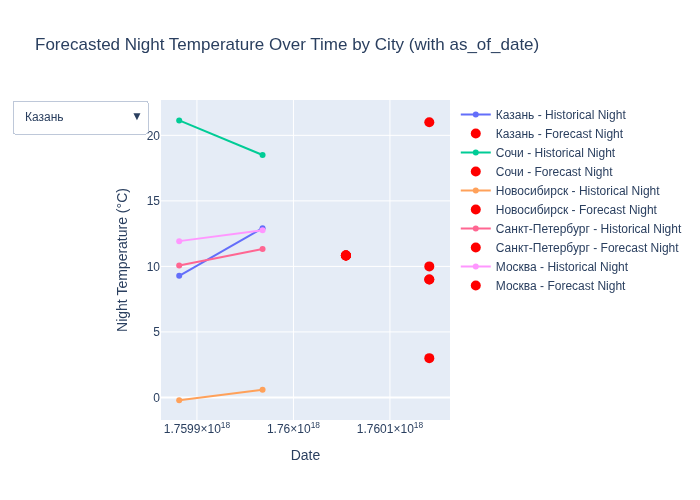 Forecasted Night Temperature Over Time by City (with as_of_date)
Казань ▼
Night Temperature (°C)
20
15
10
5
0
1.7599×10¹⁸ 1.76×10¹⁸ 1.7601×10¹⁸
Date
Казань - Historical Night
Казань - Forecast Night
Сочи - Historical Night
Сочи - Forecast Night
Новосибирск - Historical Night
Новосибирск - Forecast Night
Санкт-Петербург - Historical Night
Санкт-Петербург - Forecast Night
Москва - Historical Night
Москва - Forecast Night